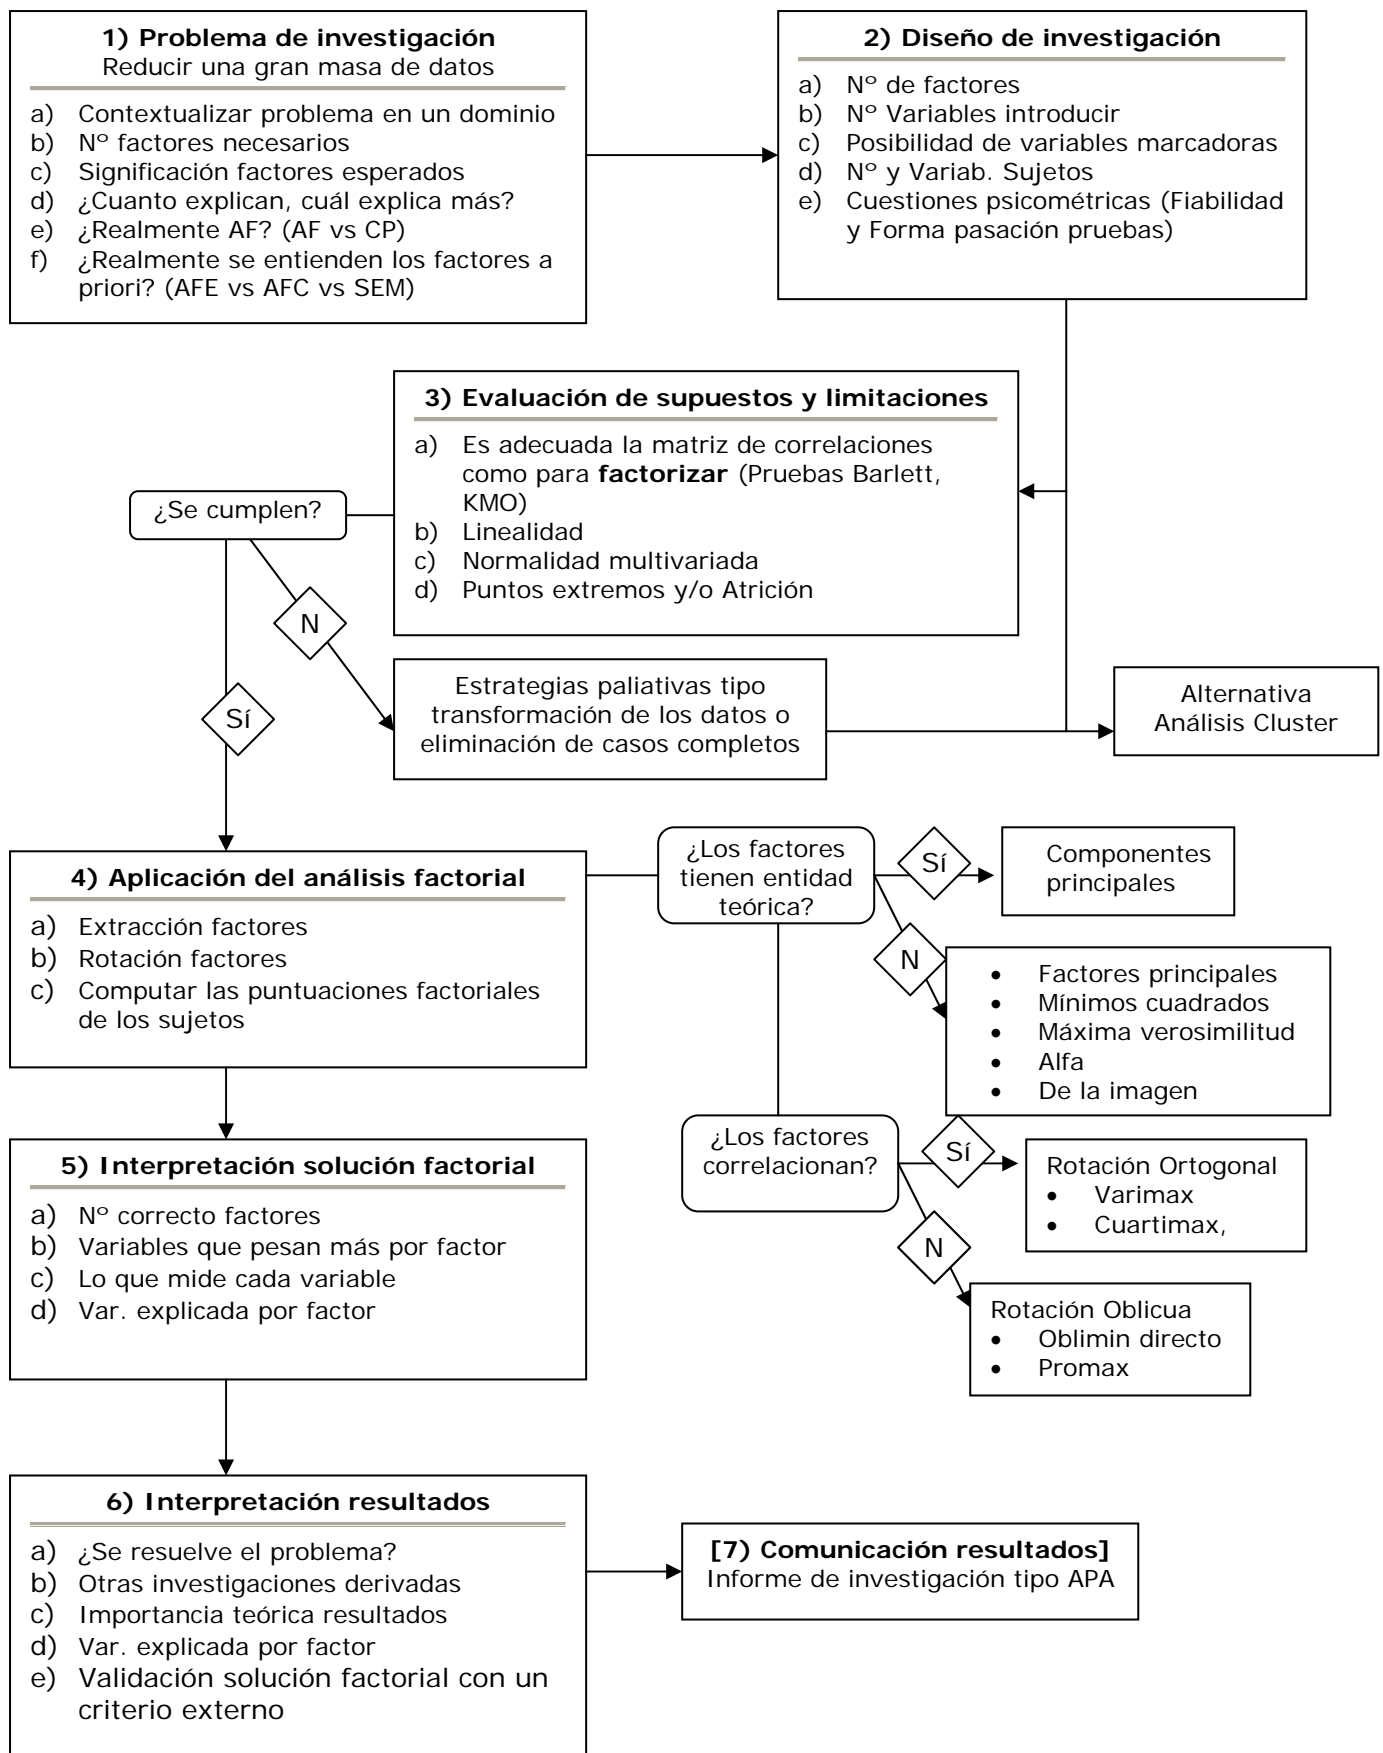 1) Problema de investigación
Reducir una gran masa de datos
a) Contextualizar problema en un dominio
b) Nº factores necesarios
c) Significación factores esperados
d) ¿Cuanto explican, cuál explica más?
e) ¿Realmente AF? (AF vs CP)
f) ¿Realmente se entienden los factores a
priori? (AFE vs AFC vs SEM)
2) Diseño de investigación
a) Nº de factores
b) Nº Variables introducir
c) Posibilidad de variables marcadoras
d) Nº y Variab. Sujetos
e) Cuestiones psicométricas (Fiabilidad
y Forma pasación pruebas)
3) Evaluación de supuestos y limitaciones
a) Es adecuada la matriz de correlaciones
como para factorizar (Pruebas Barlett,
KMO)
b) Linealidad
c) Normalidad multivariada
d) Puntos extremos y/o Atrición
¿Se cumplen?
N
Sí
Estrategias paliativas tipo
transformación de los datos o
eliminación de casos completos
Alternativa
Análisis Cluster
4) Aplicación del análisis factorial
a) Extracción factores
b) Rotación factores
c) Computar las puntuaciones factoriales
de los sujetos
¿Los factores
tienen entidad
teórica?
Sí
Componentes
principales
N
• Factores principales
• Mínimos cuadrados
• Máxima verosimilitud
• Alfa
• De la imagen
¿Los factores
correlacionan?
Sí
Rotación Ortogonal
• Varimax
• Cuartimax,
N
Rotación Oblicua
• Oblimin directo
• Promax
5) Interpretación solución factorial
a) Nº correcto factores
b) Variables que pesan más por factor
c) Lo que mide cada variable
d) Var. explicada por factor
6) Interpretación resultados
a) ¿Se resuelve el problema?
b) Otras investigaciones derivadas
c) Importancia teórica resultados
d) Var. explicada por factor
e) Validación solución factorial con un
criterio externo
[7) Comunicación resultados]
Informe de investigación tipo APA